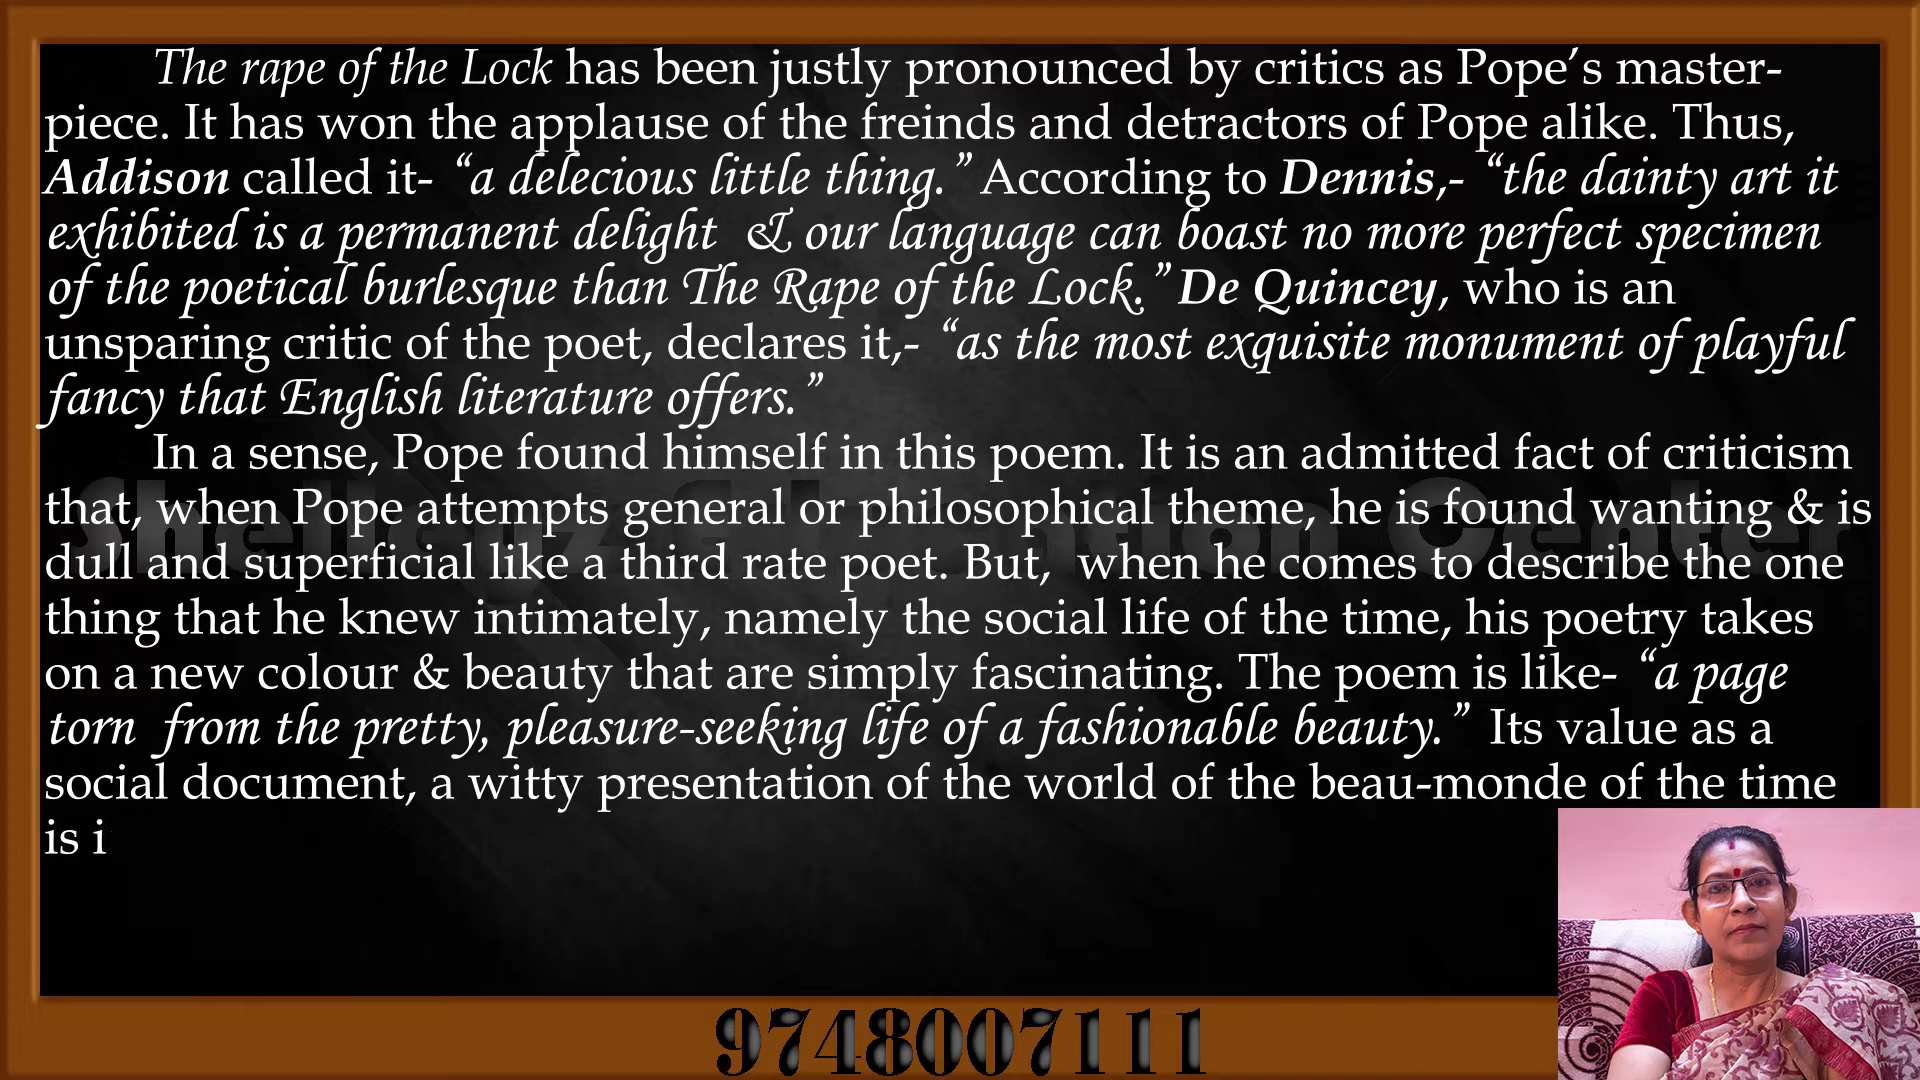 The rape of the Lock has been justly pronounced by critics as Pope’s master-
piece. It has won the applause of the freinds and detractors of Pope alike. Thus,
Addison called it- “a delecious little thing.” According to Dennis,- “the dainty art it
exhibited is a permanent delight & our language can boast no more perfect specimen
of the poetical burlesque than The Rape of the Lock.” De Quincey, who is an
unsparing critic of the poet, declares it,- “as the most exquisite monument of playful
fancy that English literature offers.”
In a sense, Pope found himself in this poem. It is an admitted fact of criticism
that, when Pope attempts general or philosophical theme, he is found wanting & is
dull and superficial like a third rate poet. But, when he comes to describe the one
thing that he knew intimately, namely the social life of the time, his poetry takes
on a new colour & beauty that are simply fascinating. The poem is like- “a page
torn from the pretty, pleasure-seeking life of a fashionable beauty.” Its value as a
social document, a witty presentation of the world of the beau-monde of the time
is i
9748007111